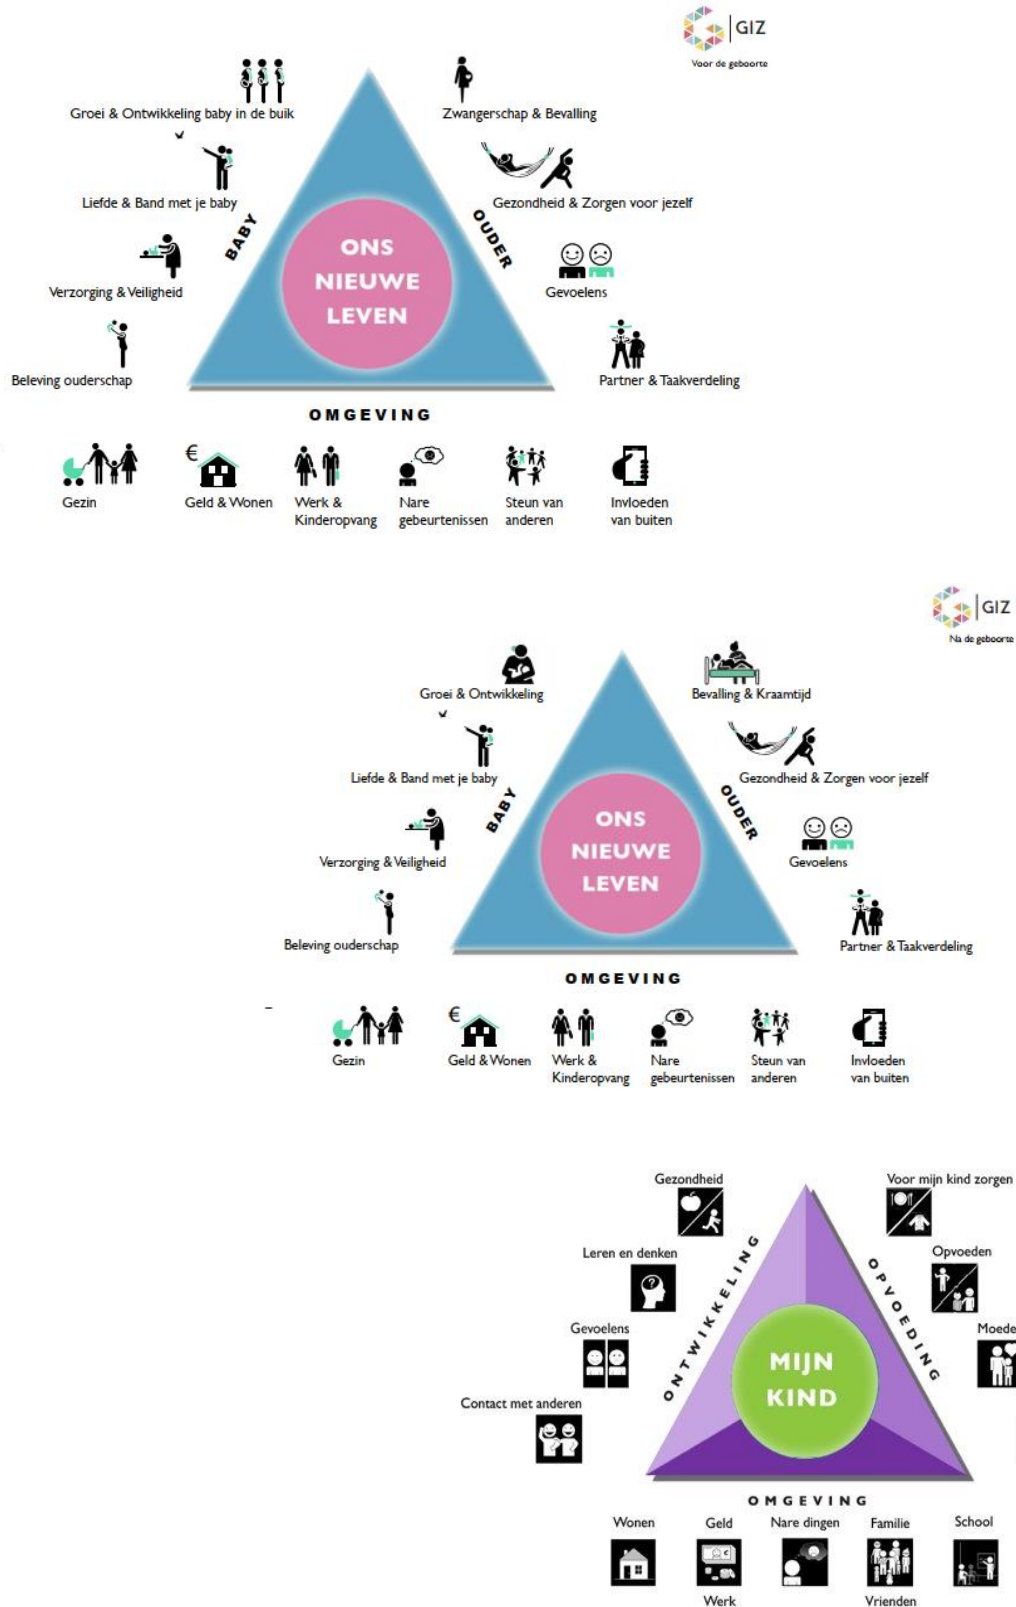 GIZ
Voor de geboorte
Groei & Ontwikkeling baby in de buik
Zwangerschap & Bevalling
Liefde & Band met je baby
Gezondheid & Zorgen voor jezelf
BABY
OUDER
ONS
NIEUWE
LEVEN
Verzorging & Veiligheid
Gevoelens
Beleving ouderschap
Partner & Taakverdeling
OMGEVING
€
Gezin
Geld & Wonen
Werk &
Kinderopvang
Nare
gebeurtenissen
Steun van
anderen
Invloeden
van buiten
GIZ
Na de geboorte
Groei & Ontwikkeling
Bevalling & Kraamtijd
Liefde & Band met je baby
Gezondheid & Zorgen voor jezelf
BABY
OUDER
ONS
NIEUWE
LEVEN
Verzorging & Veiligheid
Gevoelens
Beleving ouderschap
Partner & Taakverdeling
OMGEVING
€
Gezin
Geld & Wonen
Werk &
Kinderopvang
Nare
gebeurtenissen
Steun van
anderen
Invloeden
van buiten
Gezondheid
Voor mijn kind zorgen
Leren en denken
?
Opvoeden
ONTWIKKELING
OPVOEDING
Gevoelens
Moede
MIJN
KIND
Contact met anderen
OMGEVING
Wonen
Geld
Nare dingen
Familie
School
€
Werk
Vrienden